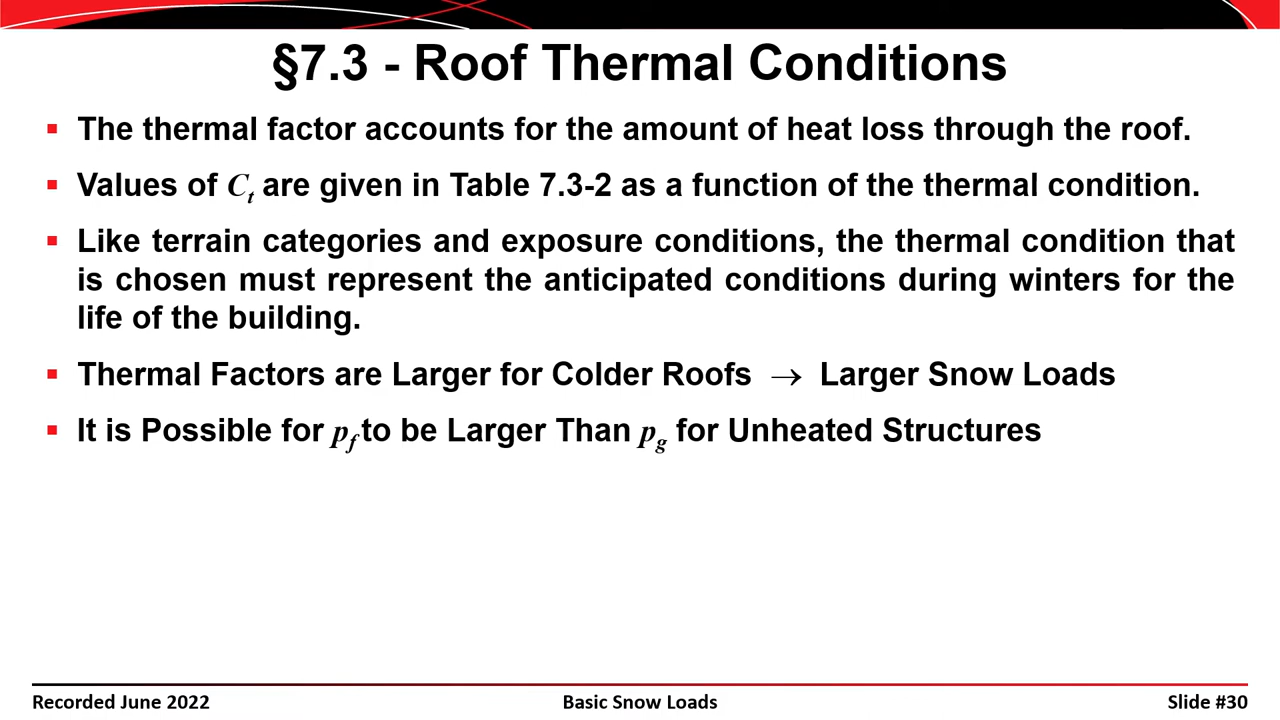 §7.3 - Roof Thermal Conditions
▪ The thermal factor accounts for the amount of heat loss through the roof.
▪ Values of Ct are given in Table 7.3-2 as a function of the thermal condition.
▪ Like terrain categories and exposure conditions, the thermal condition that
is chosen must represent the anticipated conditions during winters for the
life of the building.
▪ Thermal Factors are Larger for Colder Roofs → Larger Snow Loads
▪ It is Possible for pf to be Larger Than pg for Unheated Structures
Recorded June 2022 Basic Snow Loads Slide #30